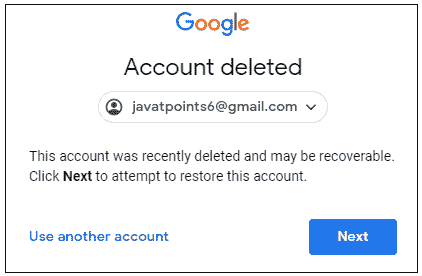 Google
Account deleted
javatpoints6@gmail.com
This account was recently deleted and may be recoverable.
Click Next to attempt to restore this account.
Use another account
Next